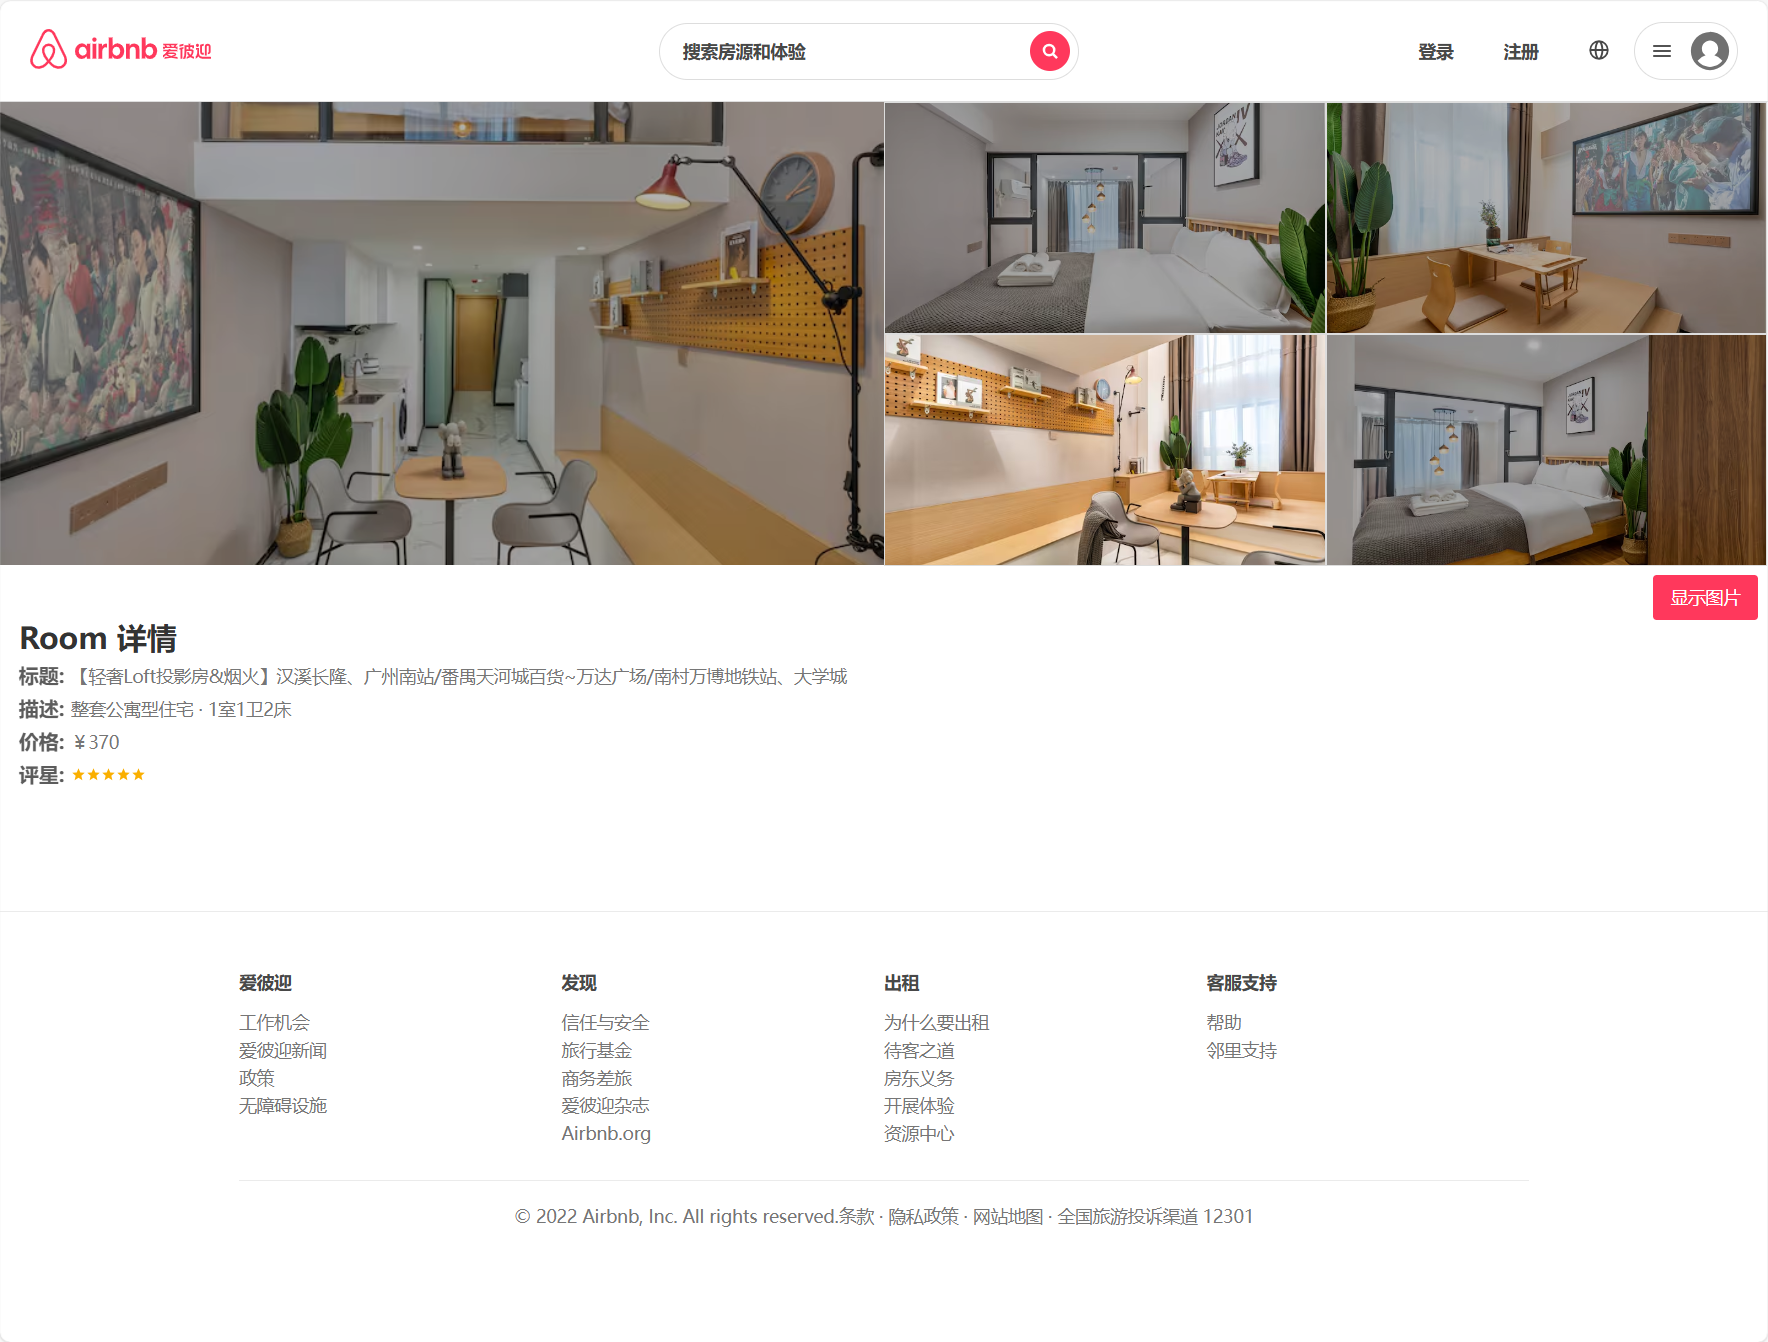 airbnb 爱彼迎
搜索房源和体验
登录
注册
显示图片
Room 详情
标题: 【轻奢Loft投影房&烟火】汉溪长隆、广州南站/番禺天河城百货~万达广场/南村万博地铁站、大学城
描述: 整套公寓型住宅 · 1室1卫2床
价格: ¥370
评星: ★★★★★
爱彼迎
工作机会
爱彼迎新闻
政策
无障碍设施
发现
信任与安全
旅行基金
商务差旅
爱彼迎杂志
Airbnb.org
出租
为什么要出租
待客之道
房东义务
开展体验
资源中心
客服支持
帮助
邻里支持
© 2022 Airbnb, Inc. All rights reserved.条款 · 隐私政策 · 网站地图 · 全国旅游投诉渠道 12301